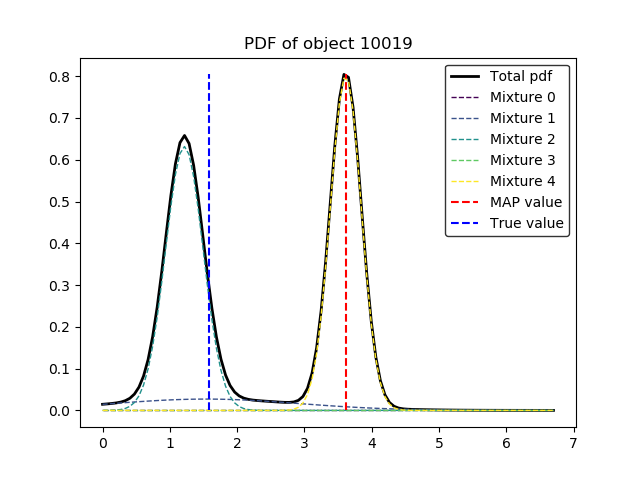 PDF of object 10019
Total pdf
Mixture 0
Mixture 1
Mixture 2
Mixture 3
Mixture 4
MAP value
True value
0.8
0.7
0.6
0.5
0.4
0.3
0.2
0.1
0.0
0 1 2 3 4 5 6 7